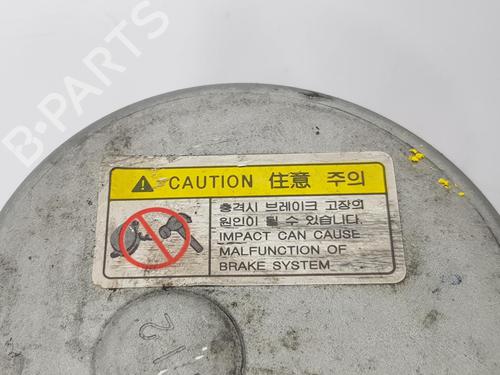 B-PARTS
⚠ CAUTION 住意 주의
충격시 브레이크 고장의
원인이 될 수 있습니다.
IMPACT CAN CAUSE
MALFUNCTION OF
BRAKE SYSTEM